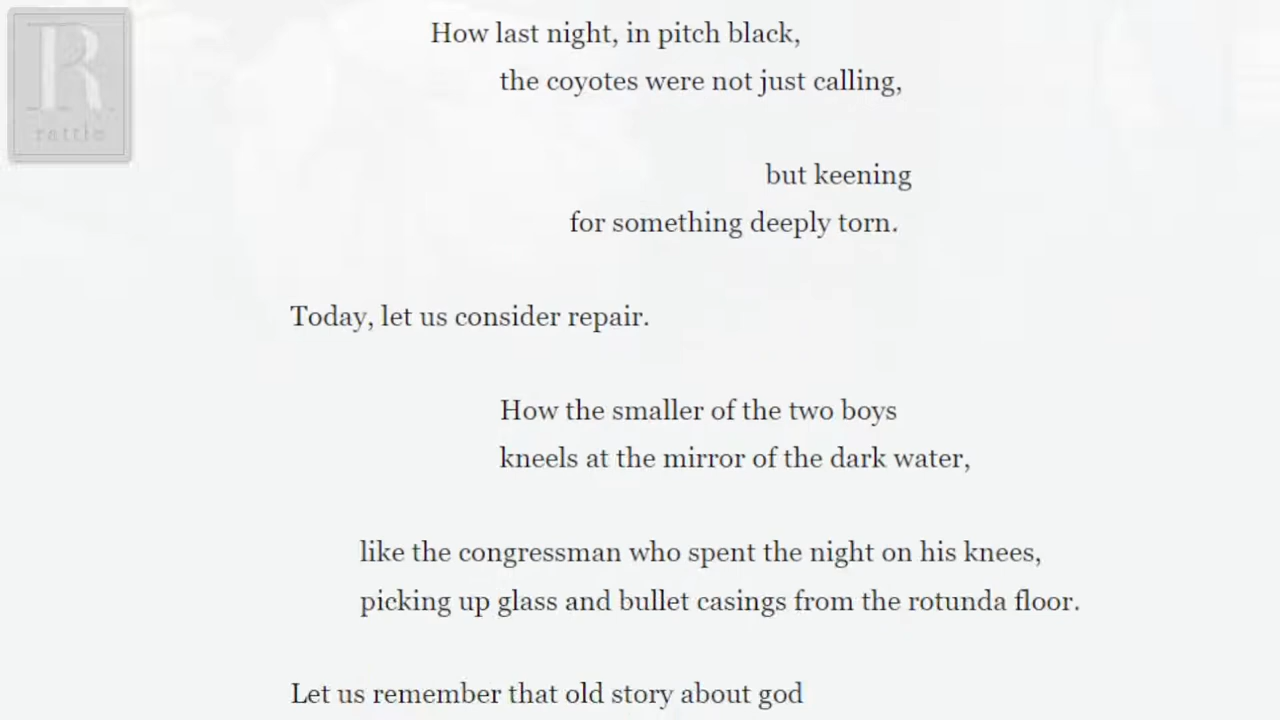 R
rattle
How last night, in pitch black,
the coyotes were not just calling,
but keening
for something deeply torn.
Today, let us consider repair.
How the smaller of the two boys
kneels at the mirror of the dark water,
like the congressman who spent the night on his knees,
picking up glass and bullet casings from the rotunda floor.
Let us remember that old story about god